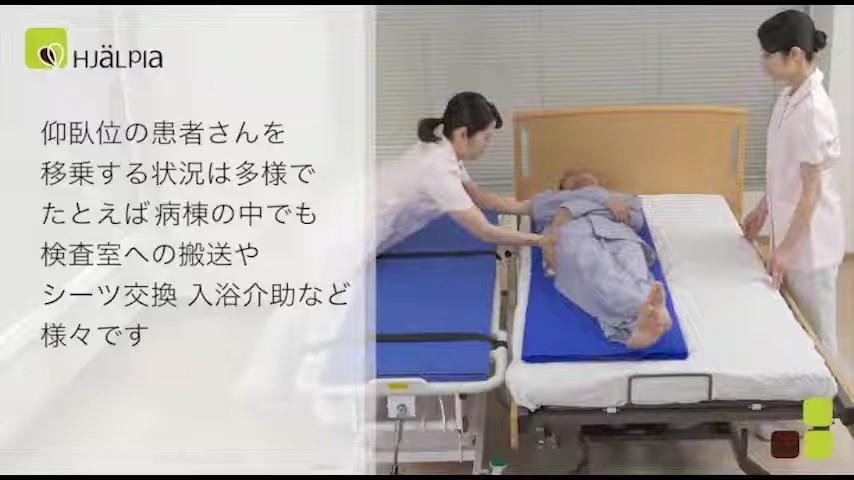 HJÄLPIA
仰臥位の患者さんを
移乗する状況は多様で
たとえば 病棟の中でも
検査室への搬送や
シーツ交換 入浴介助など
様々です